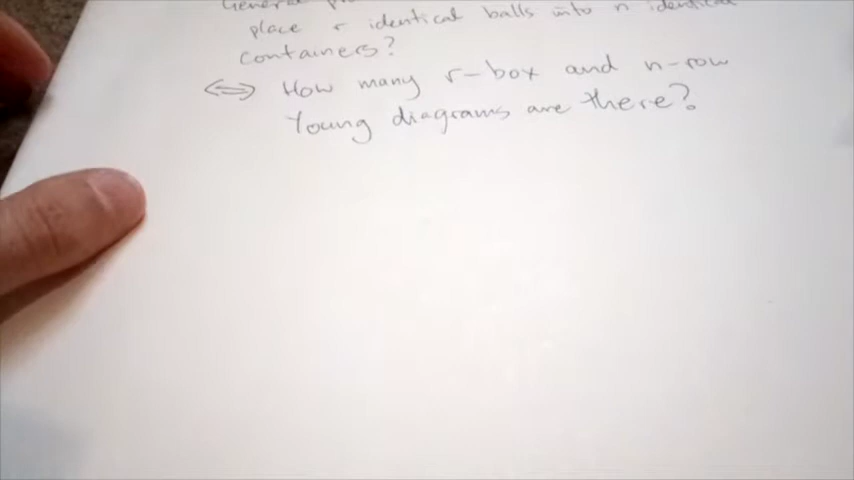 place r identical balls into n identical
containers?
⇔ How many r-box and n-row
Young diagrams are there?